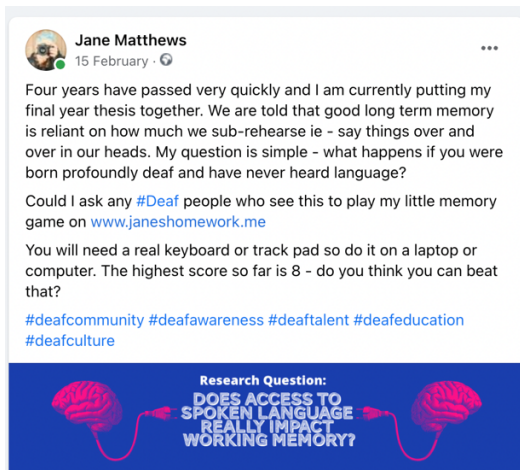 Jane Matthews
15 February ·
Four years have passed very quickly and I am currently putting my
final year thesis together. We are told that good long term memory
is reliant on how much we sub-rehearse ie - say things over and
over in our heads. My question is simple - what happens if you were
born profoundly deaf and have never heard language?
Could I ask any #Deaf people who see this to play my little memory
game on www.janeshomework.me
You will need a real keyboard or track pad so do it on a laptop or
computer. The highest score so far is 8 - do you think you can beat
that?
#deafcommunity #deafawareness #deaftalent #deafeducation
#deafculture
Research Question:
DOES ACCESS TO
SPOKEN LANGUAGE
REALLY IMPACT
WORKING MEMORY?